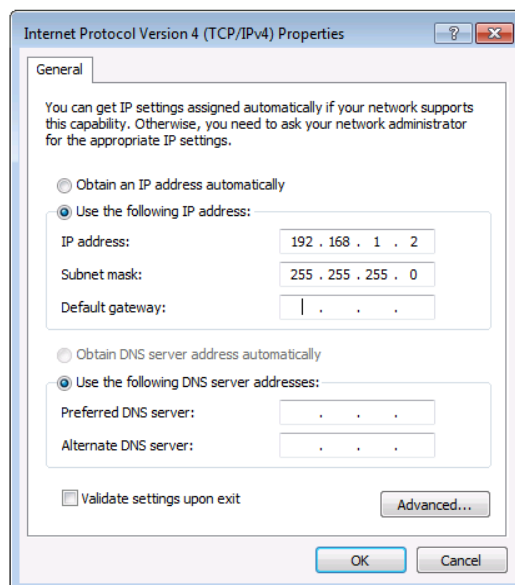 Internet Protocol Version 4 (TCP/IPv4) Properties
General
You can get IP settings assigned automatically if your network supports
this capability. Otherwise, you need to ask your network administrator
for the appropriate IP settings.
Obtain an IP address automatically
Use the following IP address:
IP address: 192 . 168 . 1 . 2
Subnet mask: 255 . 255 . 255 . 0
Default gateway: . . .
Obtain DNS server address automatically
Use the following DNS server addresses:
Preferred DNS server: . . .
Alternate DNS server: . . .
Validate settings upon exit
Advanced...
OK Cancel